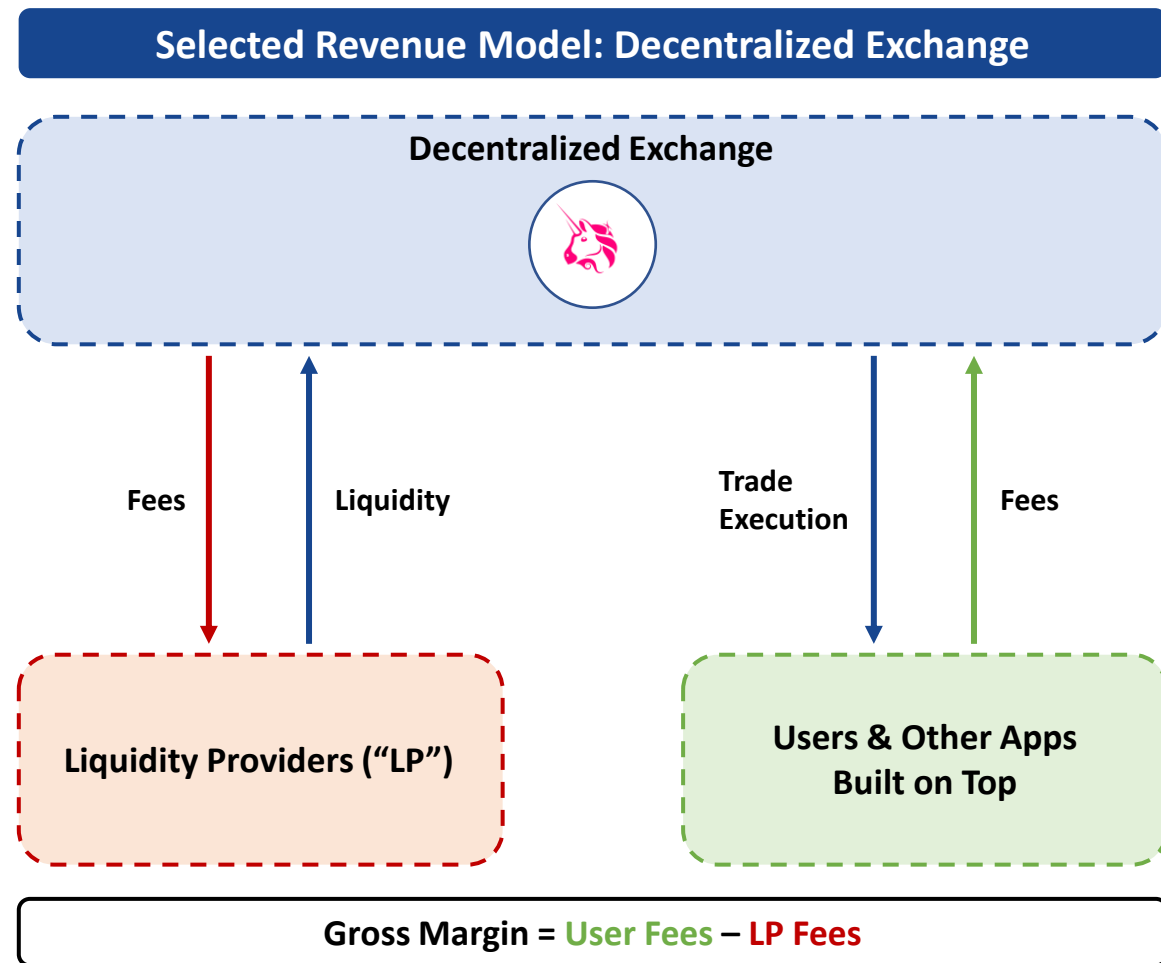 Selected Revenue Model: Decentralized Exchange
Decentralized Exchange
Fees
Liquidity
Trade
Execution
Fees
Liquidity Providers (“LP”)
Users & Other Apps
Built on Top
Gross Margin = User Fees – LP Fees